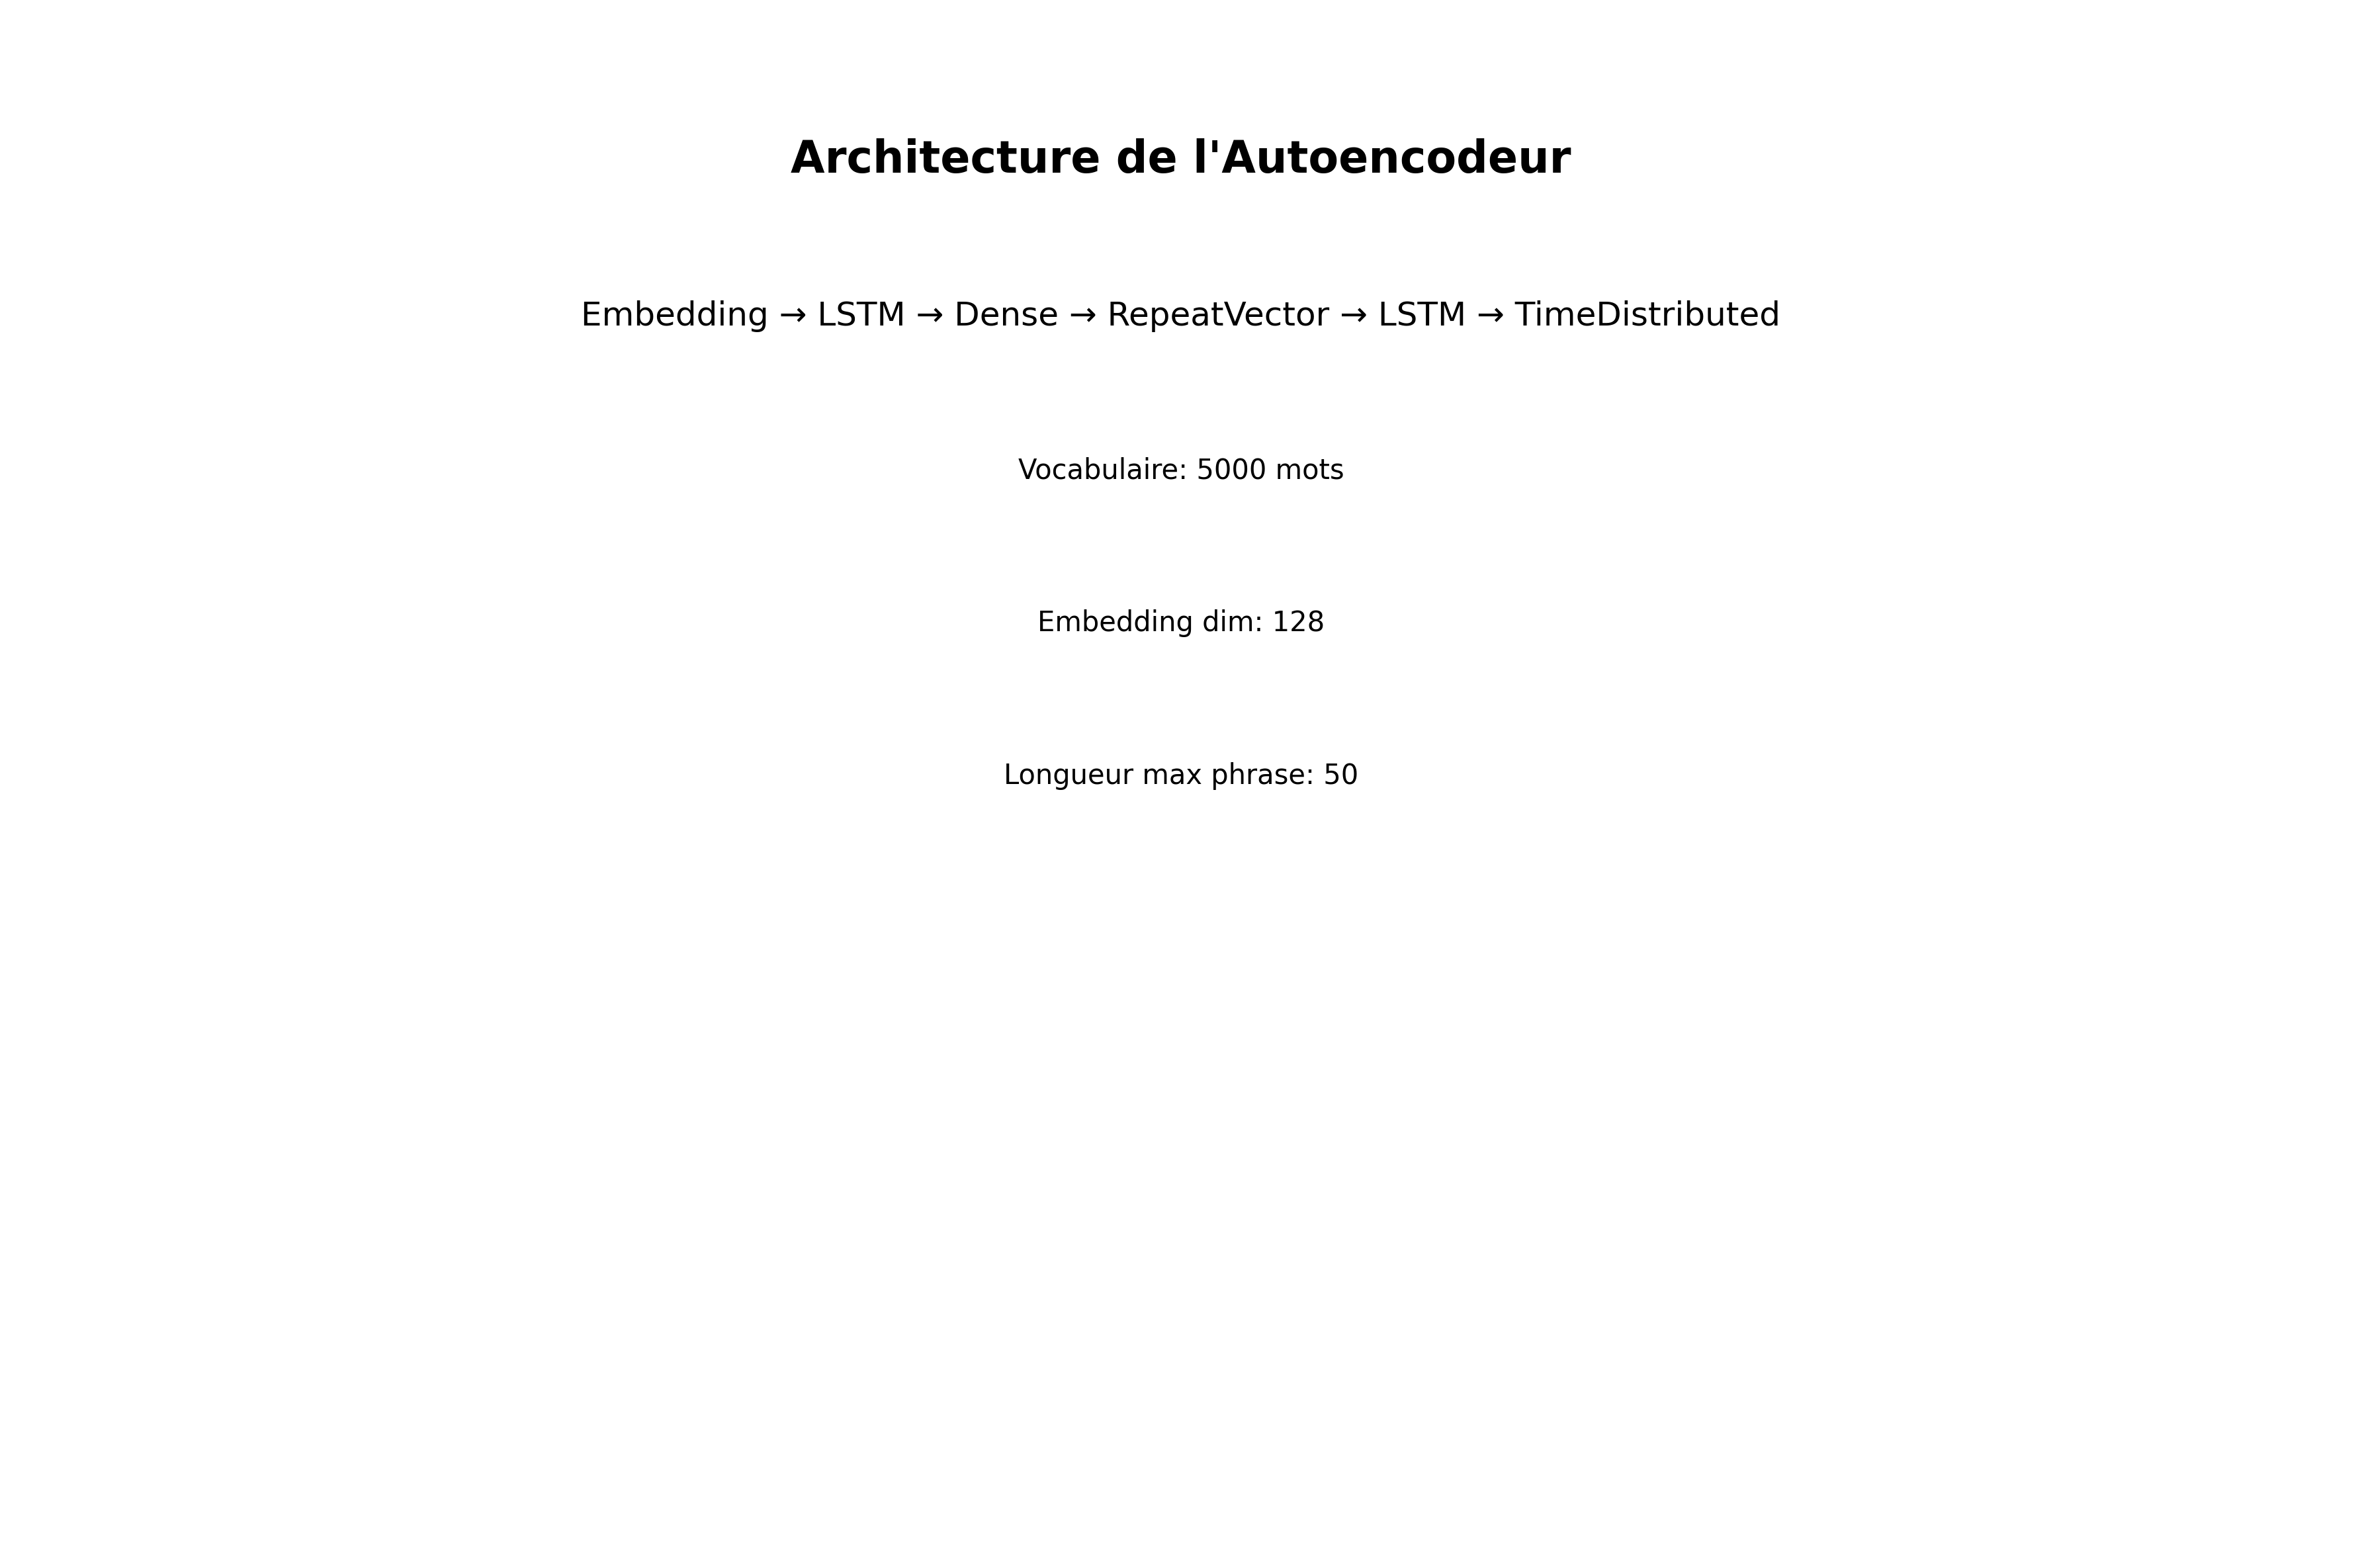 Architecture de l'Autoencodeur
Embedding → LSTM → Dense → RepeatVector → LSTM → TimeDistributed
Vocabulaire: 5000 mots
Embedding dim: 128
Longueur max phrase: 50